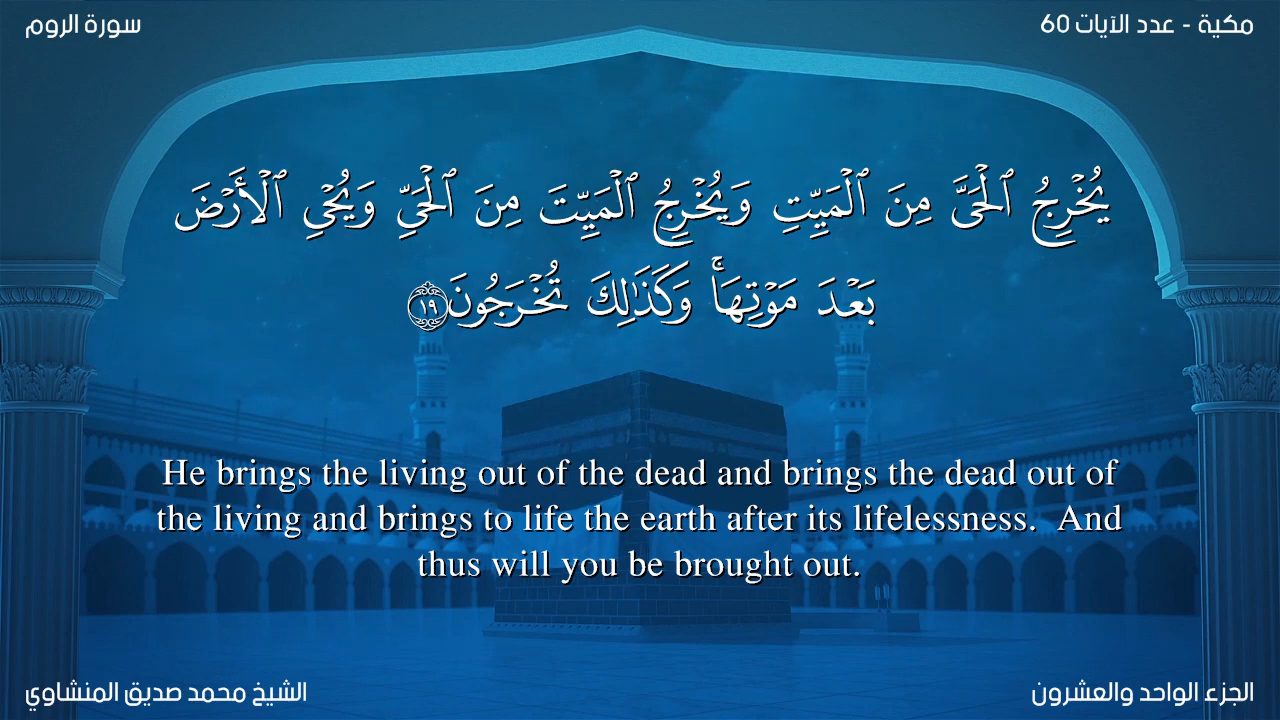 سورة الروم
مكية - عدد الآيات 60
يُخْرِجُ ٱلْحَىَّ مِنَ ٱلْمَيِّتِ وَيُخْرِجُ ٱلْمَيِّتَ مِنَ ٱلْحَىِّ وَيُحْىِ ٱلْأَرْضَ
بَعْدَ مَوْتِهَا ۚ وَكَذَٰلِكَ تُخْرَجُونَ ١٩
He brings the living out of the dead and brings the dead out of
the living and brings to life the earth after its lifelessness.  And
thus will you be brought out.
الشيخ محمد صديق المنشاوي
الجزء الواحد والعشرون